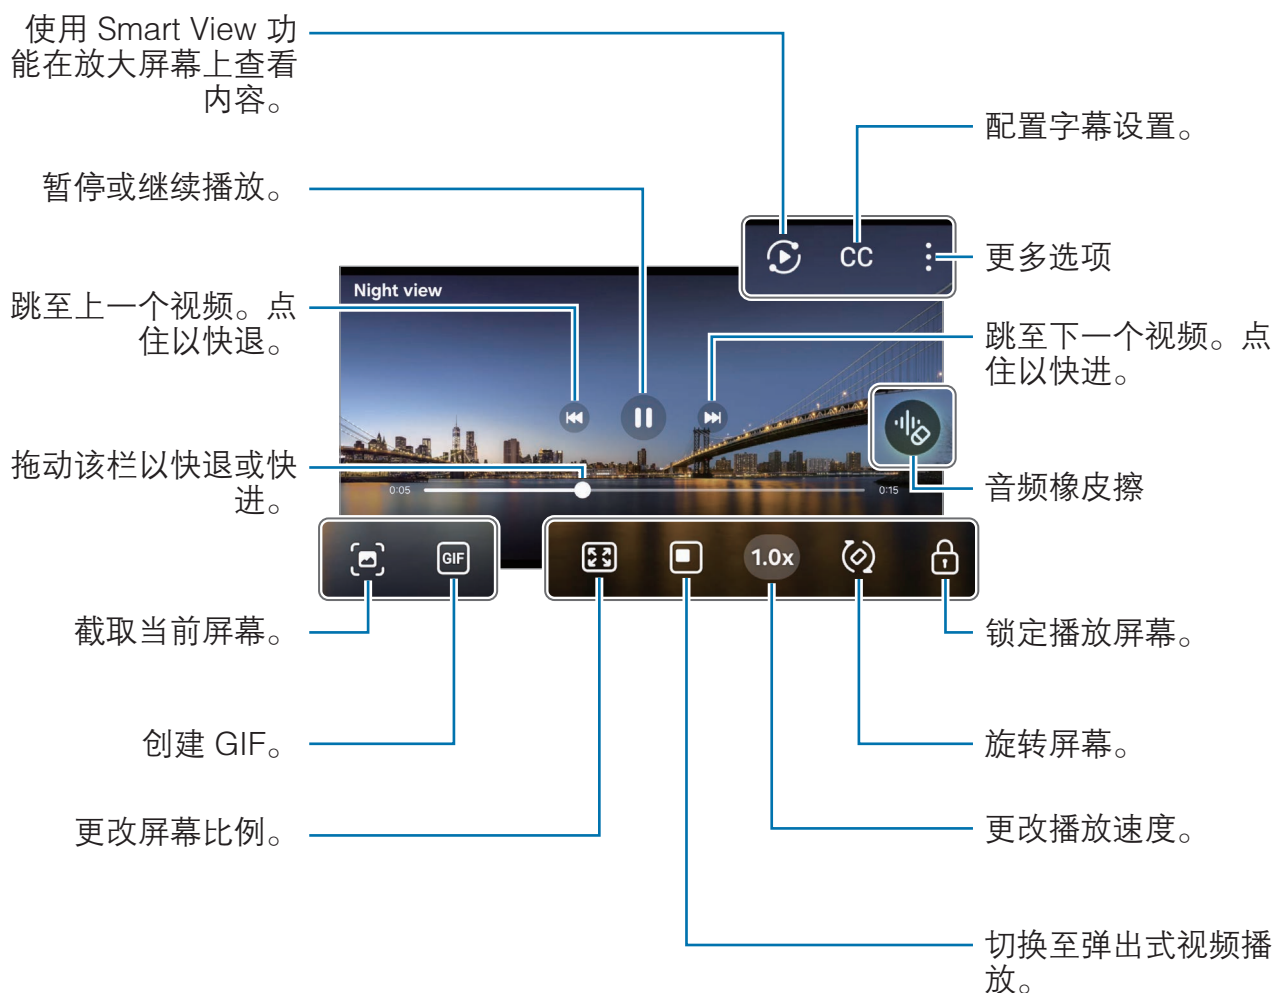 使用 Smart View 功
能在放大屏幕上查看
内容。
配置字幕设置。
暂停或继续播放。
CC
更多选项
Night view
跳至上一个视频。点
住以快退。
跳至下一个视频。点
住以快进。
拖动该栏以快退或快
进。
0:05
0:15
音频橡皮擦
GIF
1.0x
截取当前屏幕。
锁定播放屏幕。
创建 GIF。
旋转屏幕。
更改屏幕比例。
更改播放速度。
切换至弹出式视频播
放。